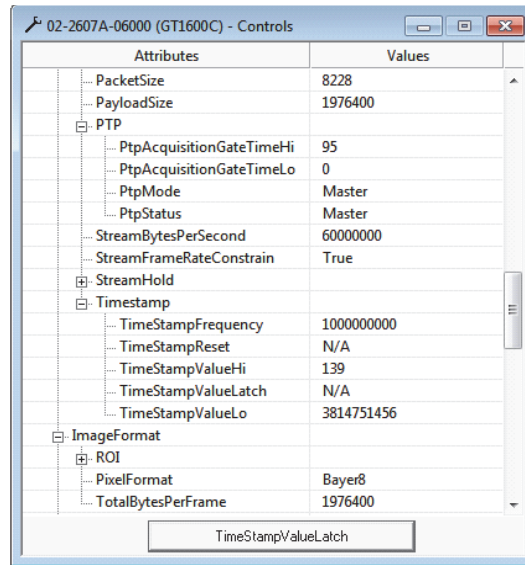 02-2607A-06000 (GT1600C) - Controls
Attributes Values
PacketSize 8228
PayloadSize 1976400
PTP
PtpAcquisitionGateTimeHi 95
PtpAcquisitionGateTimeLo 0
PtpMode Master
PtpStatus Master
StreamBytesPerSecond 60000000
StreamFrameRateConstrain True
StreamHold
Timestamp
TimeStampFrequency 1000000000
TimeStampReset N/A
TimeStampValueHi 139
TimeStampValueLatch N/A
TimeStampValueLo 3814751456
ImageFormat
ROI
PixelFormat Bayer8
TotalBytesPerFrame 1976400
TimeStampValueLatch